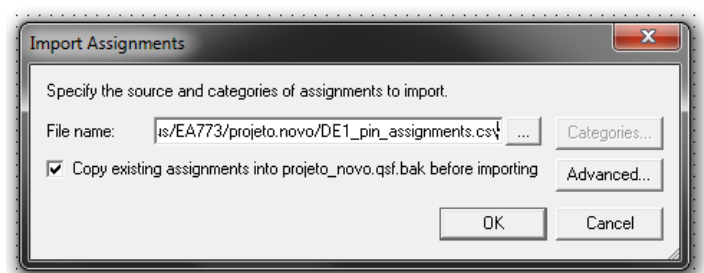 Import Assignments
Specify the source and categories of assignments to import.
File name: us/EA773/projeto.novo/DE1_pin_assignments.csv ... Categories...
Copy existing assignments into projeto_novo.qsf.bak before importing Advanced...
OK Cancel